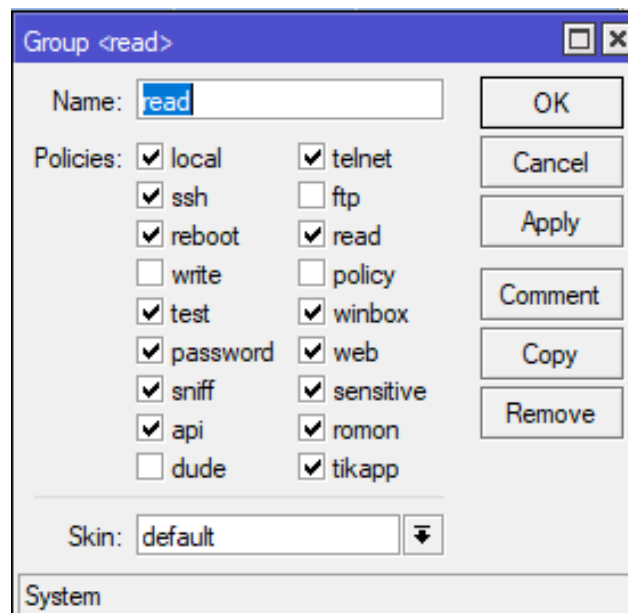 Group <read>
Name: read
OK
Policies: local telnet
Cancel
ssh ftp
reboot read
Apply
write policy
test winbox
Comment
password web
Copy
sniff sensitive
Remove
api romon
dude tikapp
Skin: default
System